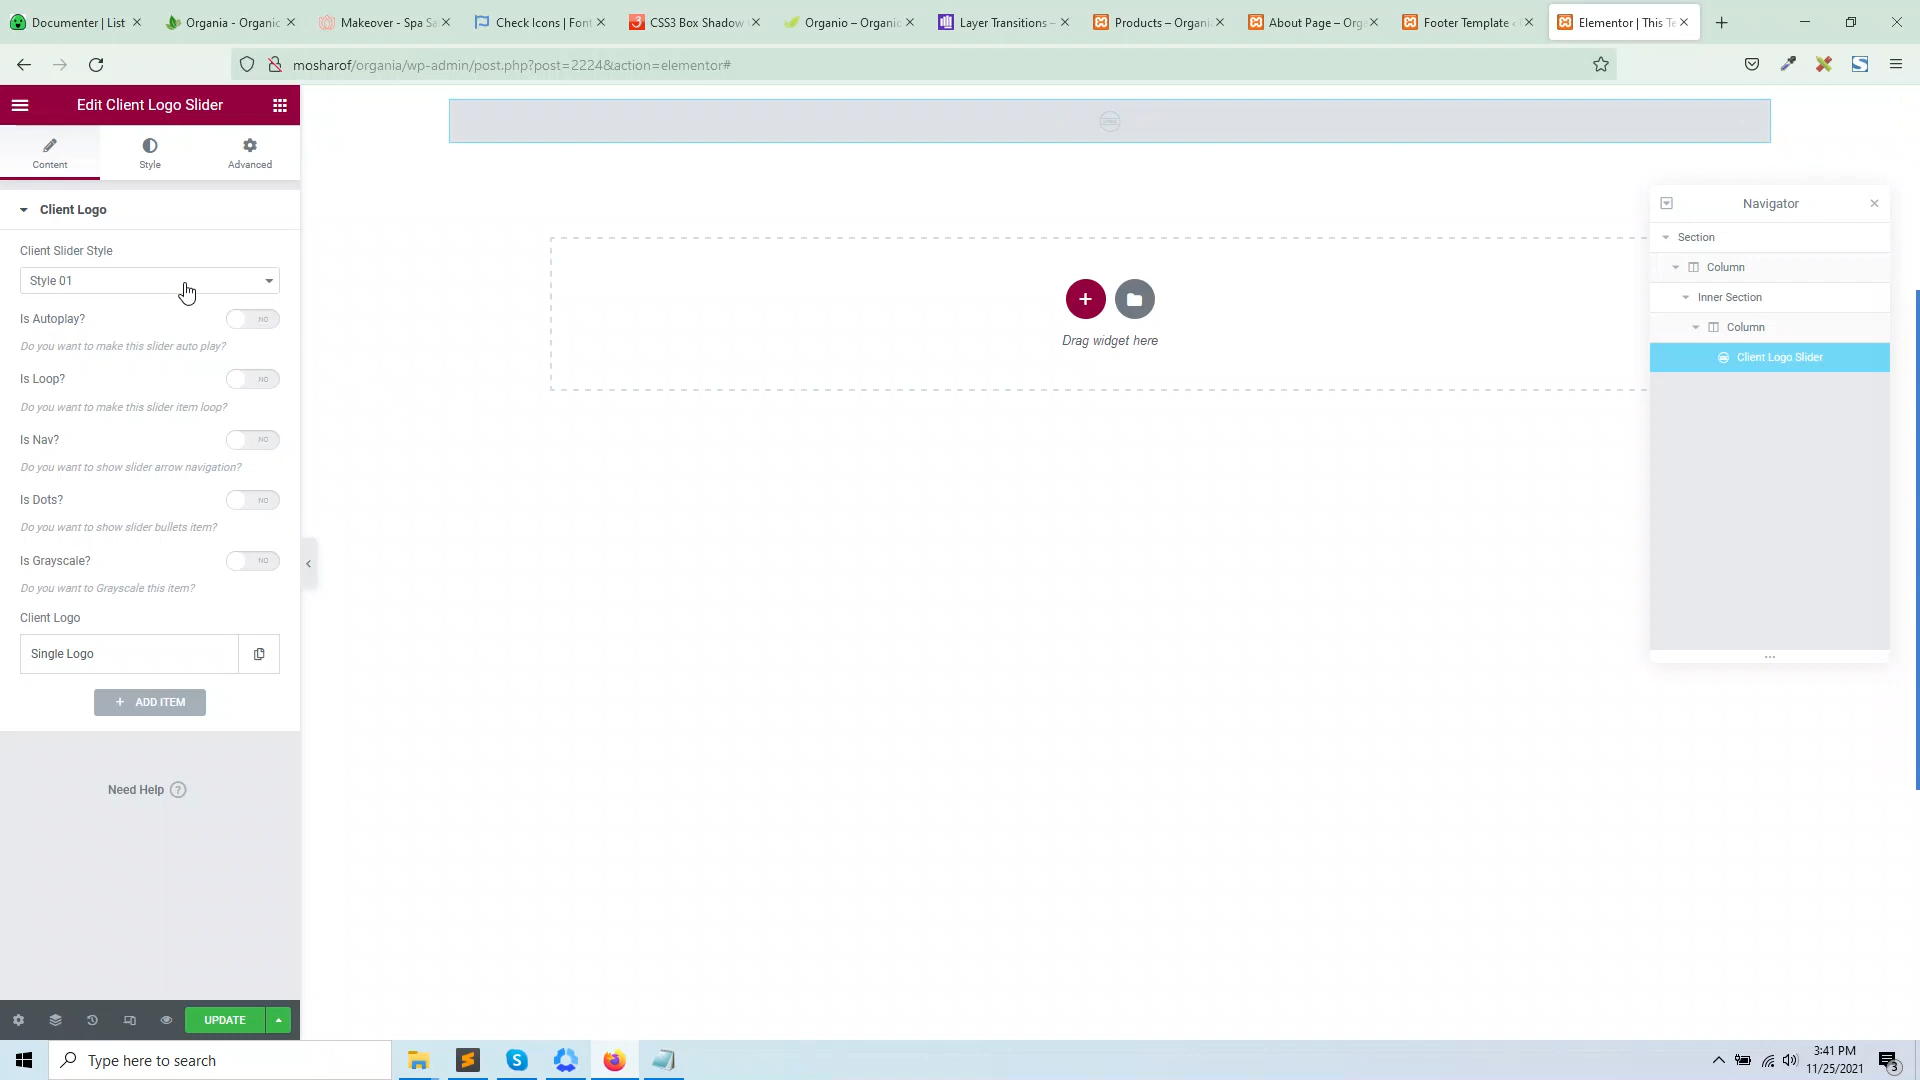 Documenter | List
Organia - Organic
Makeover - Spa Sa
Check Icons | Font
CSS3 Box Shadow
Organio – Organic
Layer Transitions –
Products – Organi
About Page – Orga
Footer Template ‹
Elementor | This Te
mosharof/organia/wp-admin/post.php?post=2224&action=elementor#
Edit Client Logo Slider
Content
Style
Advanced
Client Logo
Client Slider Style
Style 01
Is Autoplay?
NO
Do you want to make this slider auto play?
Is Loop?
NO
Do you want to make this slider item loop?
Is Nav?
NO
Do you want to show slider arrow navigation?
Is Dots?
NO
Do you want to show slider bullets item?
Is Grayscale?
NO
Do you want to Grayscale this item?
Client Logo
Single Logo
+ ADD ITEM
Need Help ?
UPDATE
Drag widget here
Navigator
Section
Column
Inner Section
Column
Client Logo Slider
Type here to search
3:41 PM
11/25/2021
3